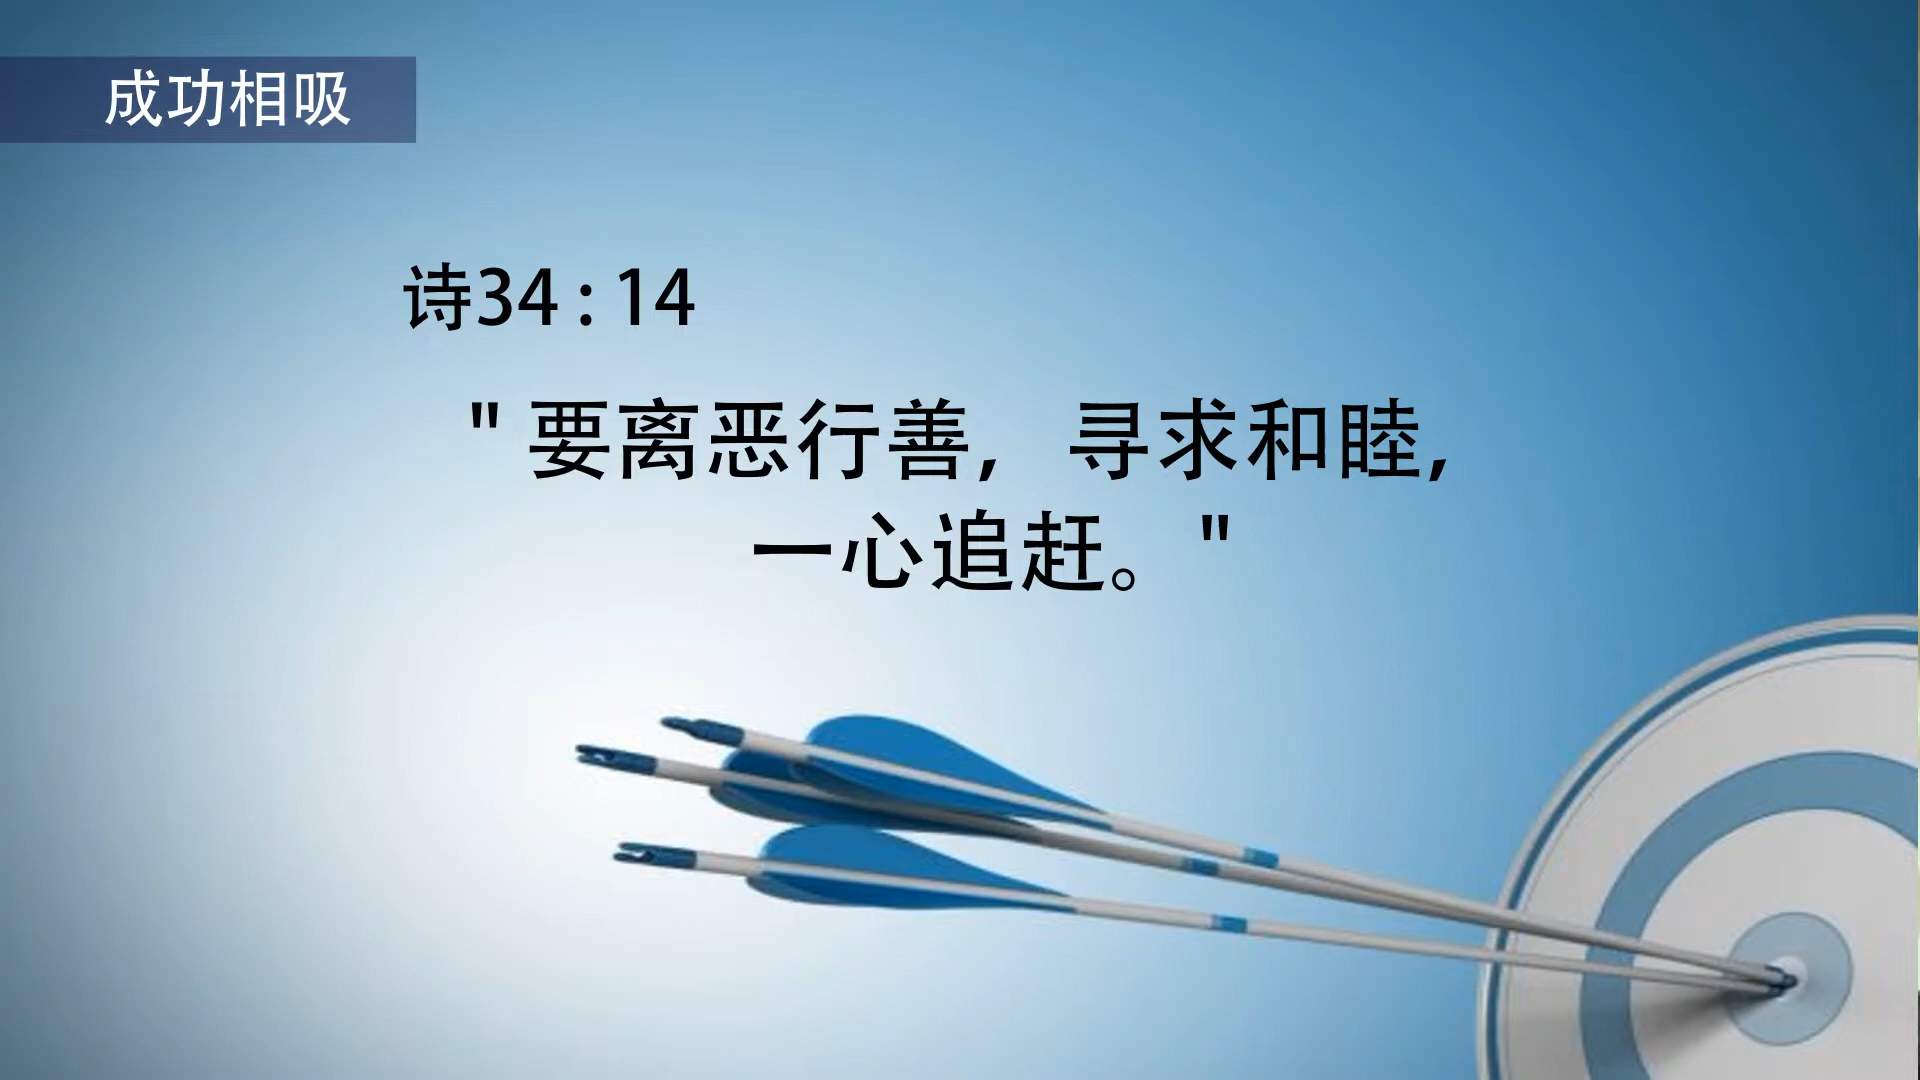 成功相吸
诗34 : 14
"要离恶行善，寻求和睦，
一心追赶。"